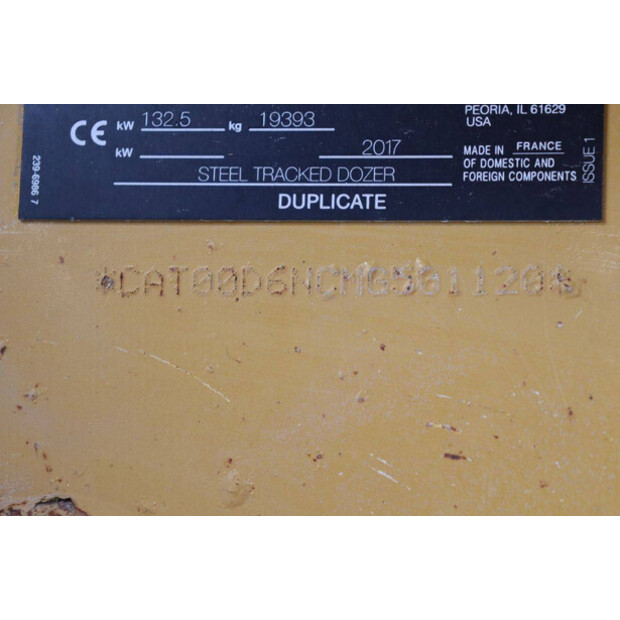 PEORIA, IL 61629
USA
CE kW 132.5 kg 19393
kW 2017
MADE IN FRANCE
OF DOMESTIC AND
FOREIGN COMPONENTS
STEEL TRACKED DOZER
DUPLICATE
239-6986 7
ISSUE 1
*CAT00D6NCMG501120*